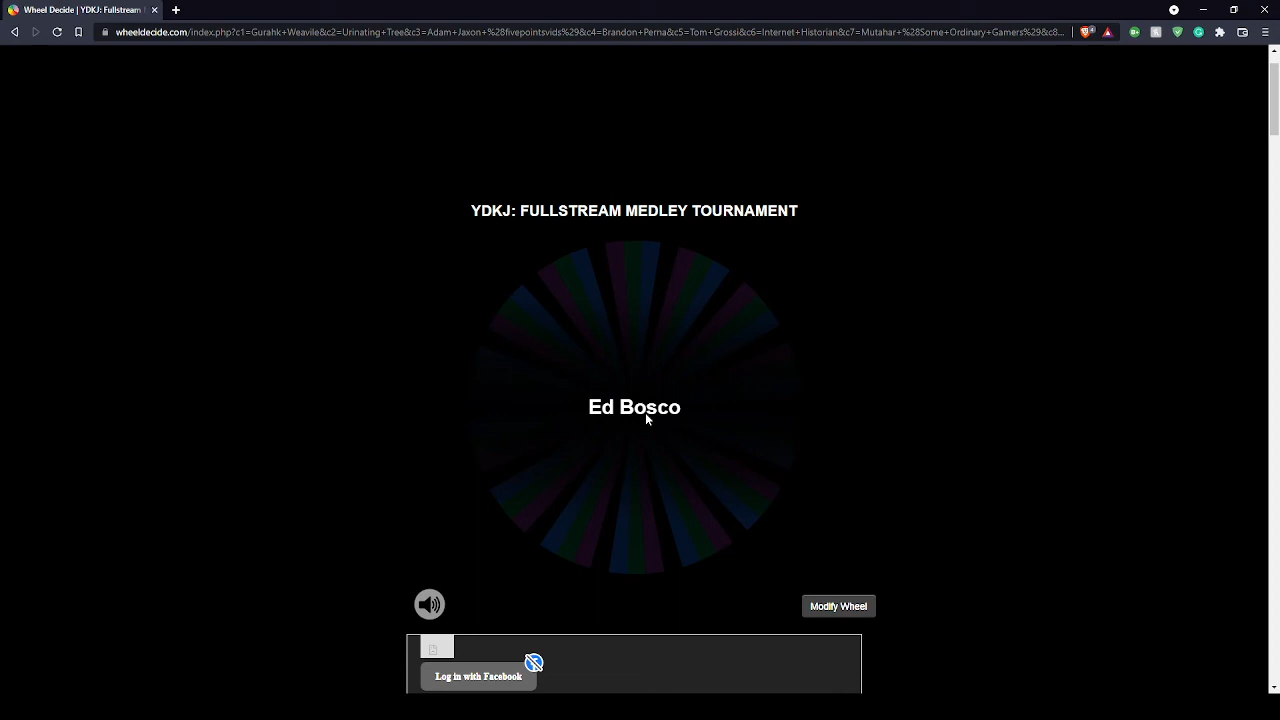 Wheel Decide | YDKJ: Fullstream
wheeldecide.com/index.php?c1=Gurahk+Weavile&c2=Urinating+Tree&c3=Adam+Jaxon+%28fivepointsvids%29&c4=Brandon+Perna&c5=Tom+Grossi&c6=Internet+Historian&c7=Mutahar+%28Some+Ordinary+Gamers%29&c8...
YDKJ: FULLSTREAM MEDLEY TOURNAMENT
Ed Bosco
Modify Wheel
Log in with Facebook